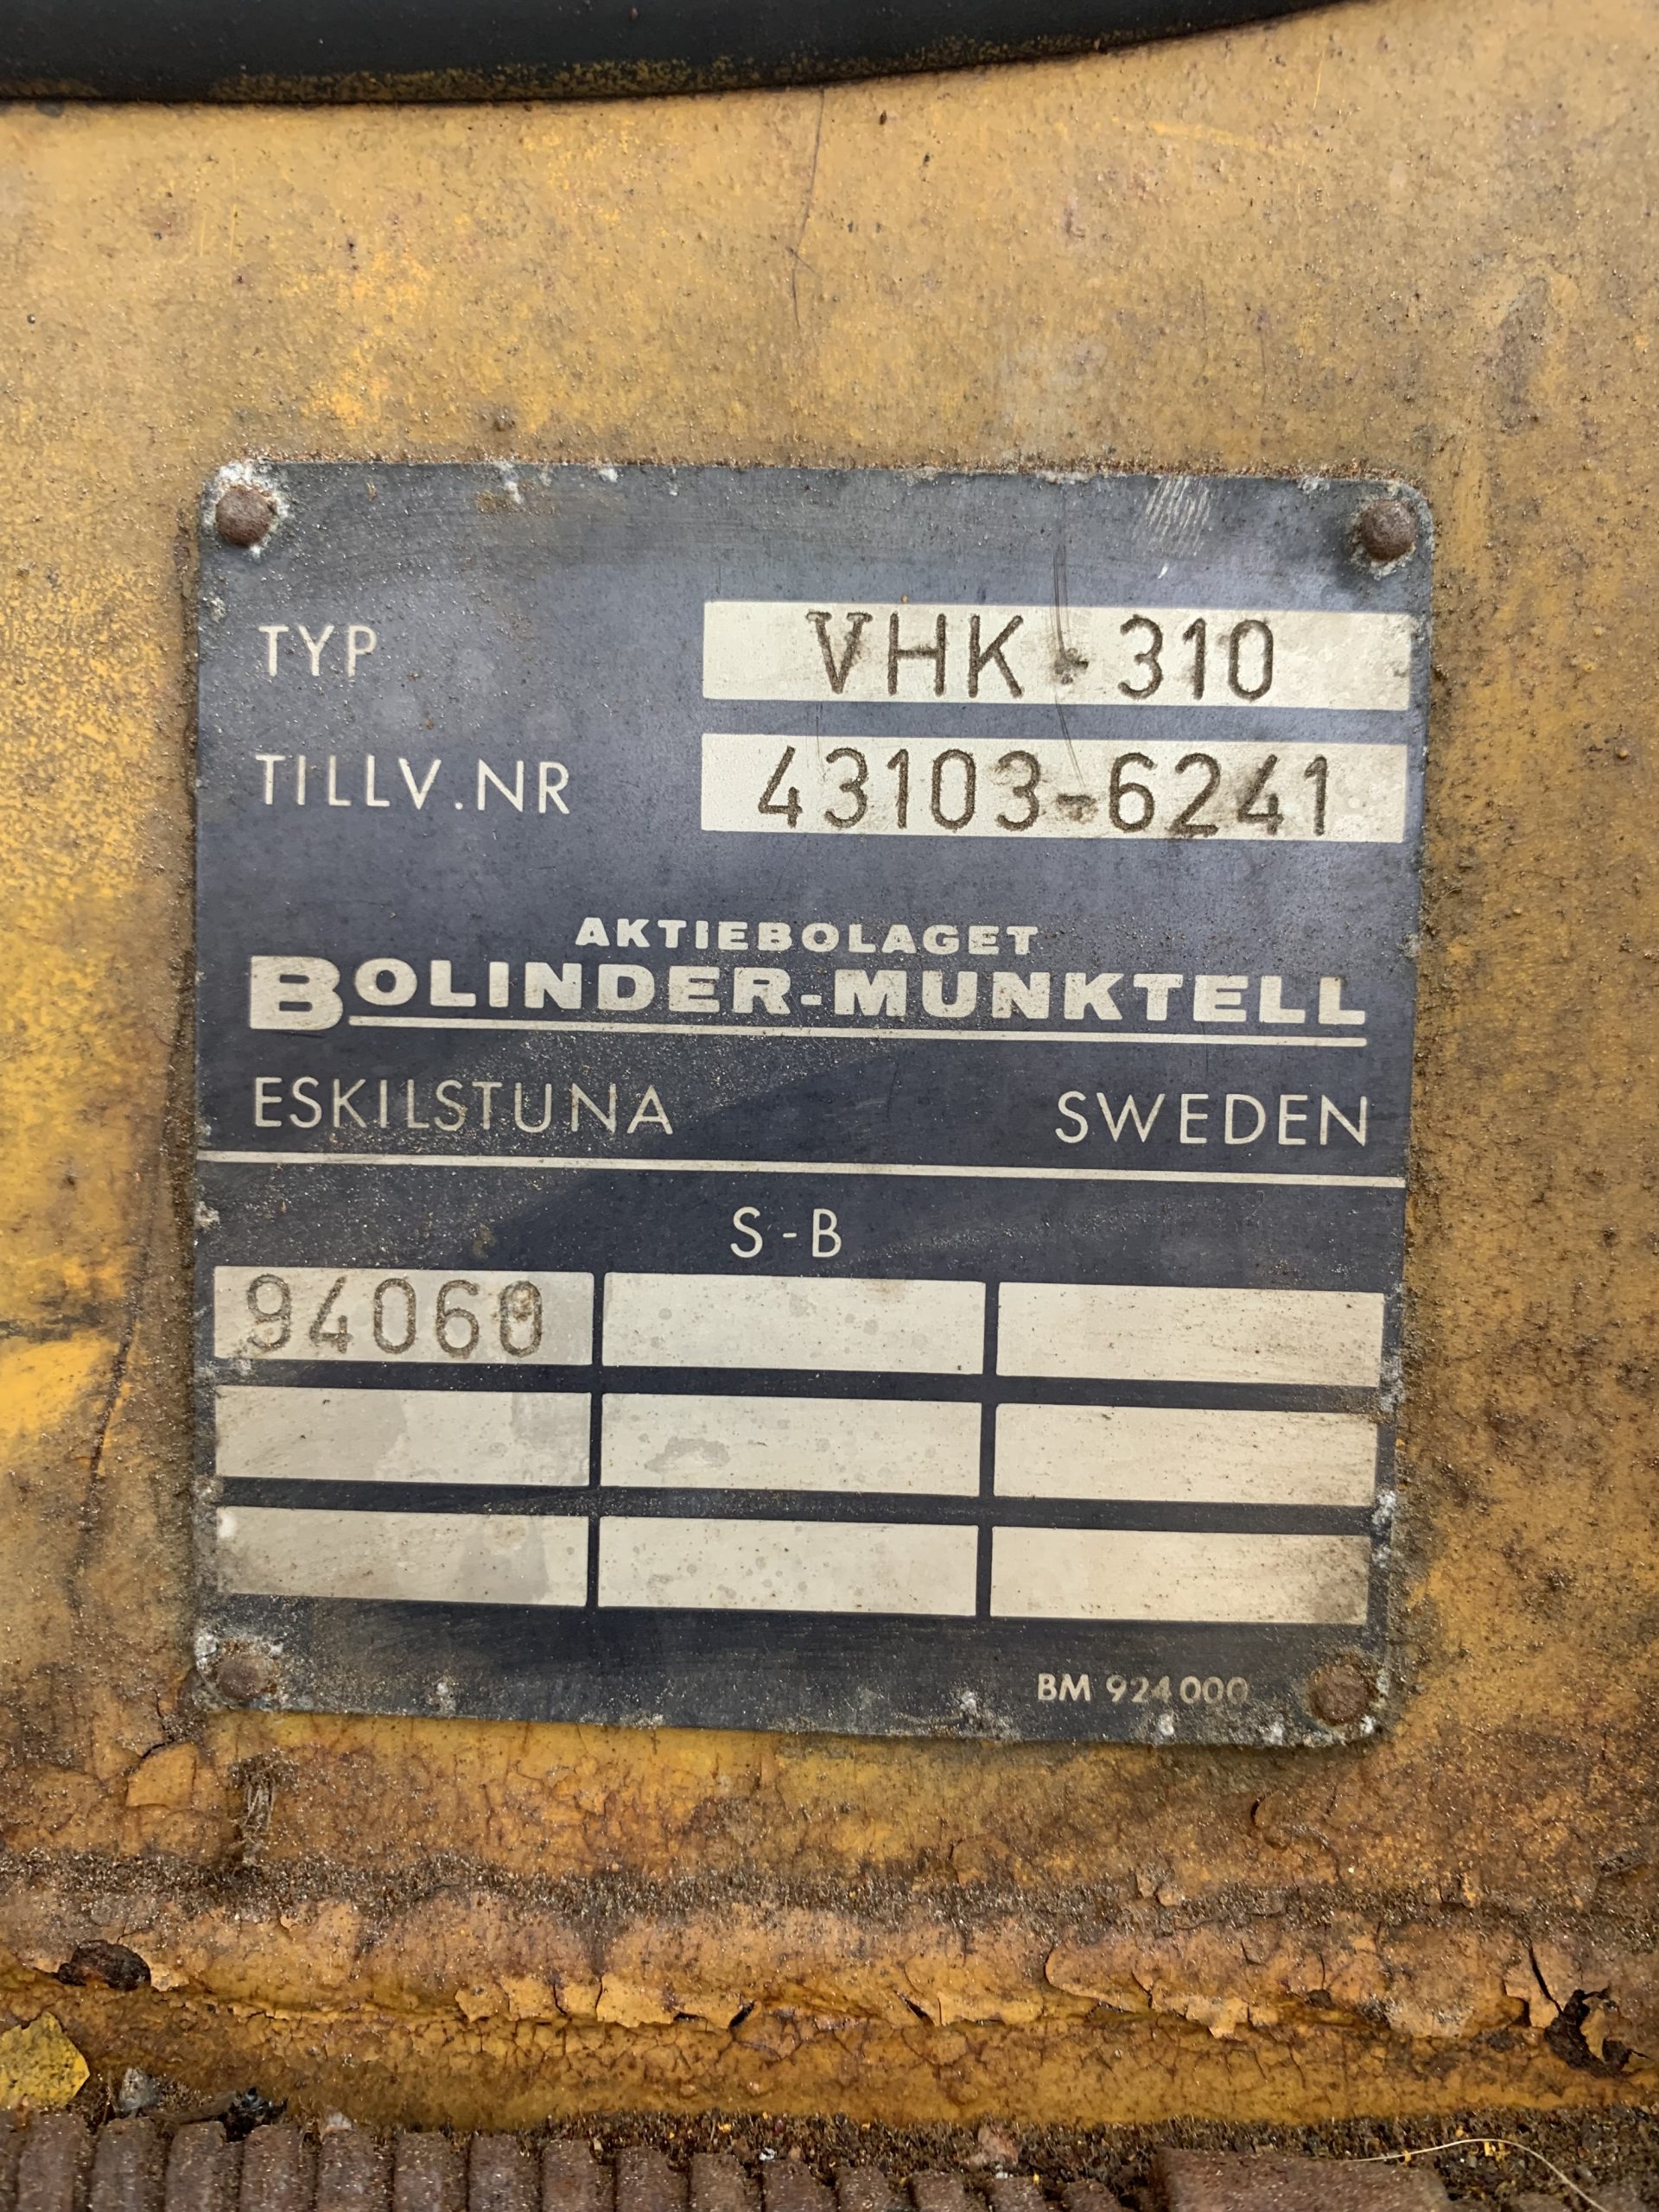 TYP VHK-310
TILLV.NR 43103-6241
AKTIEBOLAGET
BOLINDER-MUNKTELL
ESKILSTUNA SWEDEN
S-B
94060
BM 924000